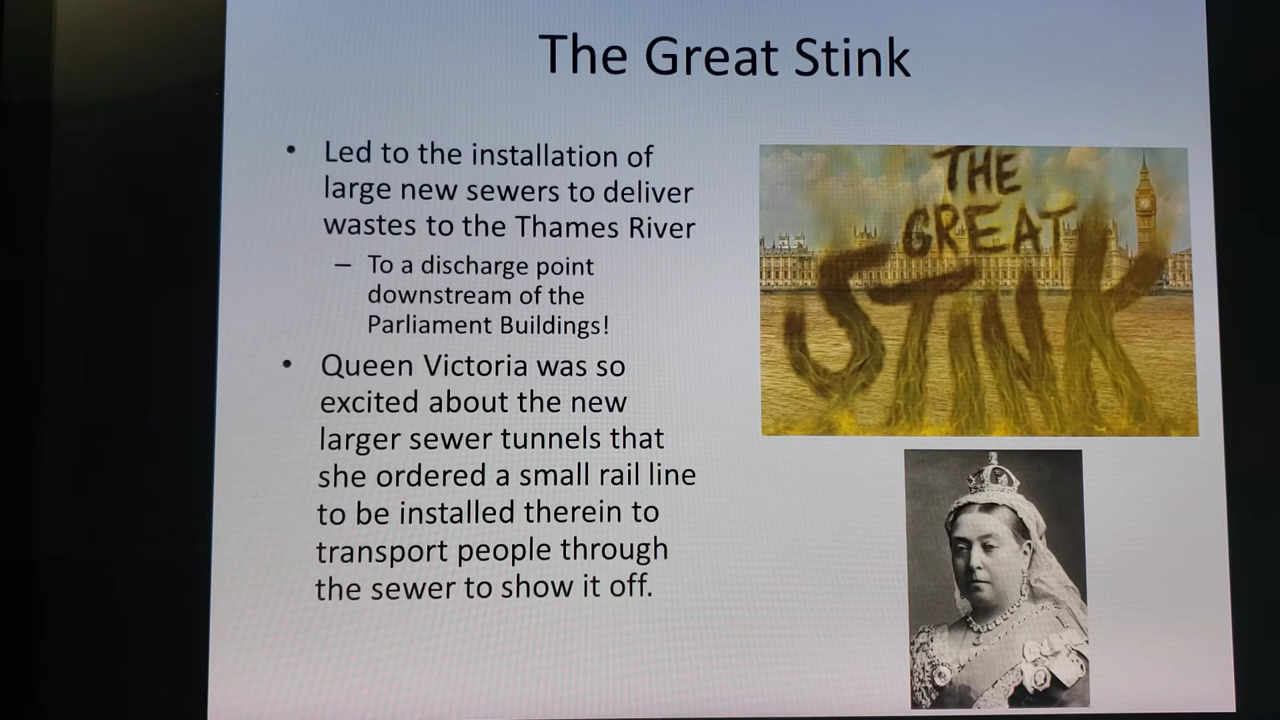 The Great Stink
• Led to the installation of
large new sewers to deliver
wastes to the Thames River
– To a discharge point
downstream of the
Parliament Buildings!
• Queen Victoria was so
excited about the new
larger sewer tunnels that
she ordered a small rail line
to be installed therein to
transport people through
the sewer to show it off.
THE
GREAT
STINK